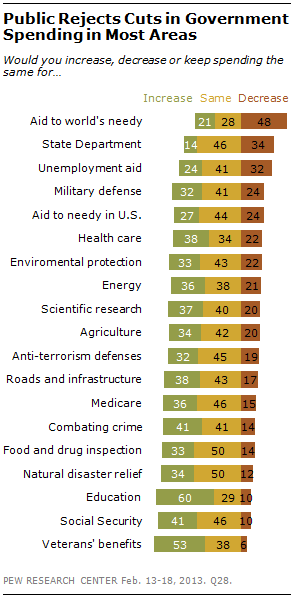 Public Rejects Cuts in Government
Spending in Most Areas
Would you increase, decrease or keep spending the
same for...
Increase Same Decrease
Aid to world's needy 21 28 48
State Department 14 46 34
Unemployment aid 24 41 32
Military defense 32 41 24
Aid to needy in U.S. 27 44 24
Health care 38 34 22
Enviromental protection 33 43 22
Energy 36 38 21
Scientific research 37 40 20
Agriculture 34 42 20
Anti-terrorism defenses 32 45 19
Roads and infrastructure 38 43 17
Medicare 36 46 15
Combating crime 41 41 14
Food and drug inspection 33 50 14
Natural disaster relief 34 50 12
Education 60 29 10
Social Security 41 46 10
Veterans' benefits 53 38 6
PEW RESEARCH CENTER Feb. 13-18, 2013. Q28.